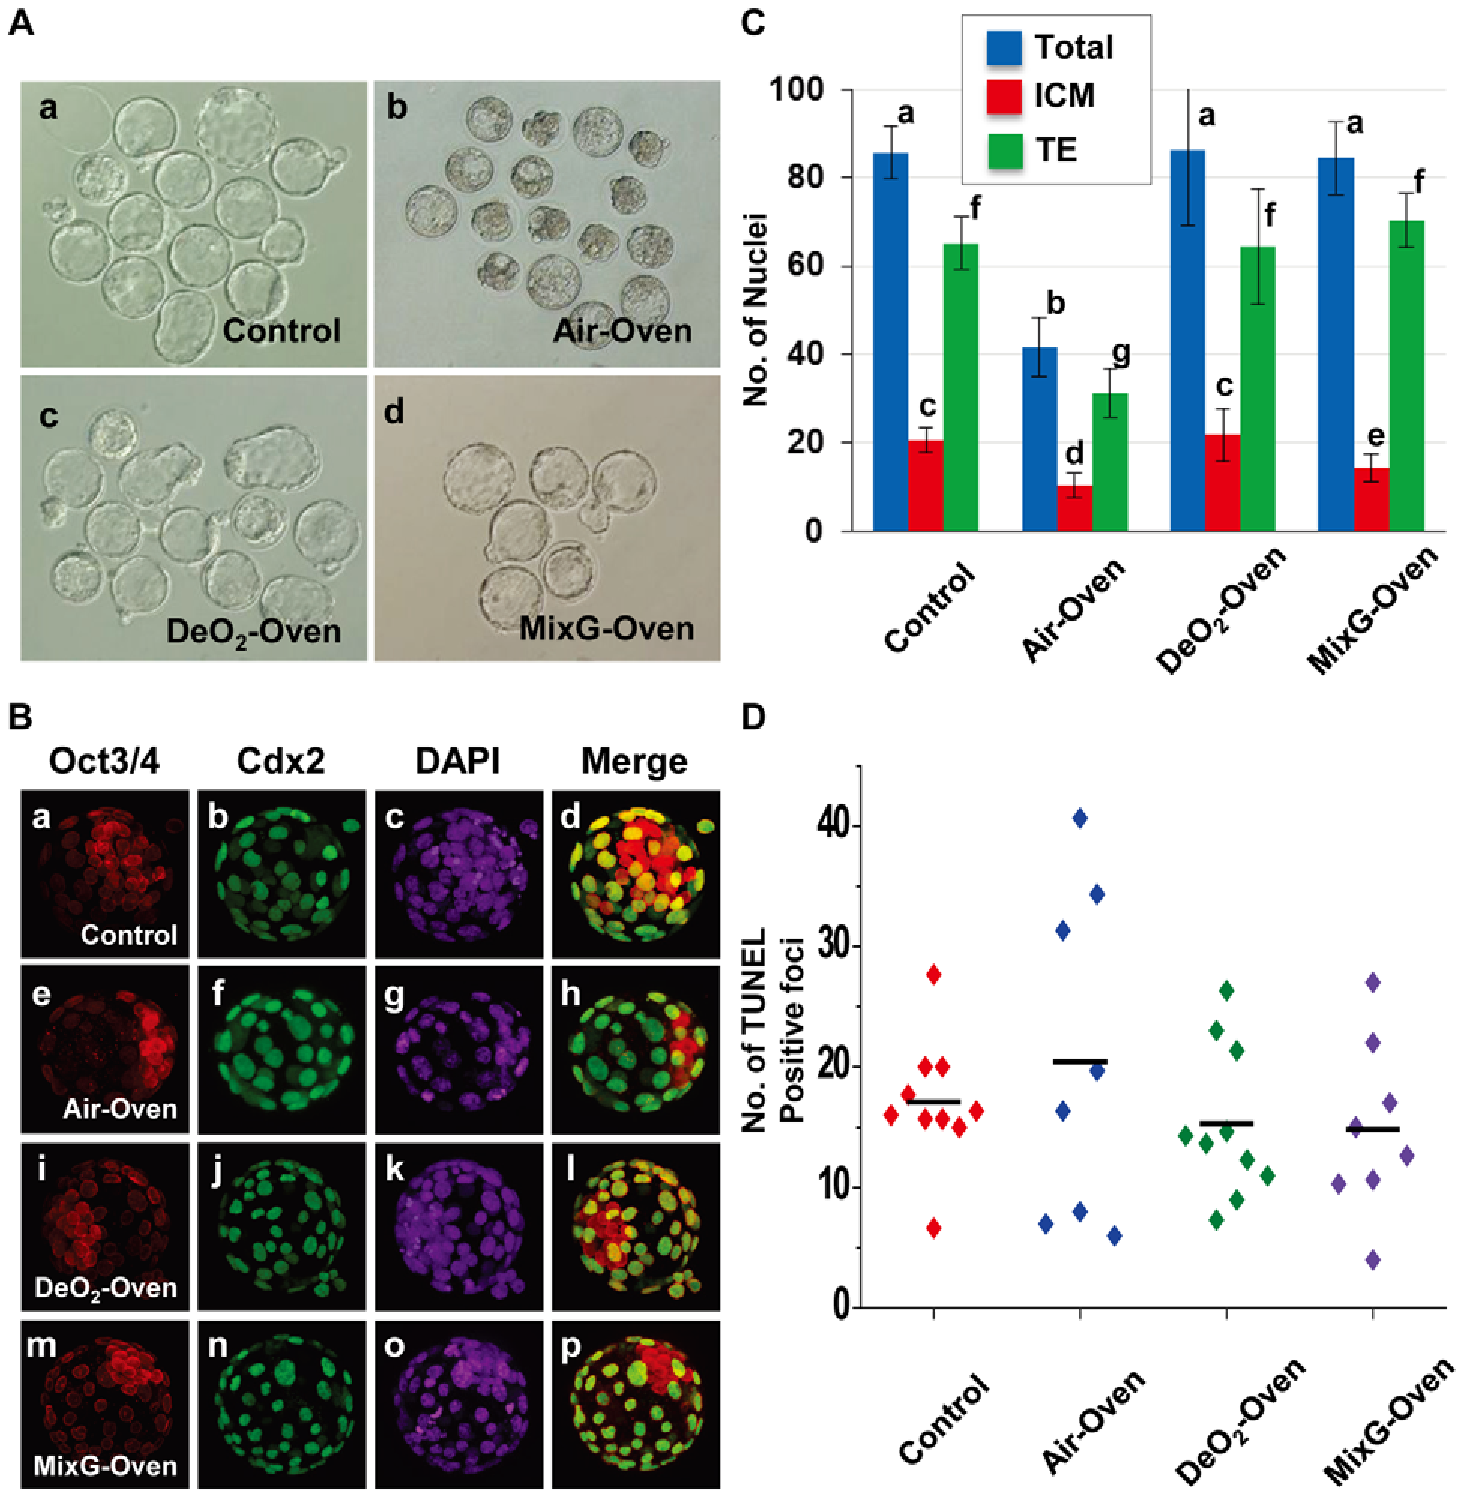 A
a
Control
b
Air-Oven
c
DeO2-Oven
d
MixG-Oven
B
Oct3/4 Cdx2 DAPI Merge
a b c d
Control
e f g h
Air-Oven
i j k l
DeO2-Oven
m n o p
MixG-Oven
C
Total
ICM
TE
No. of Nuclei
100
80
60
40
20
0
a c f
b d g
a c f
a e f
Control
Air-Oven
DeO2-Oven
MixG-Oven
D
No. of TUNEL
Positive foci
40
30
20
10
0
Control
Air-Oven
DeO2-Oven
MixG-Oven